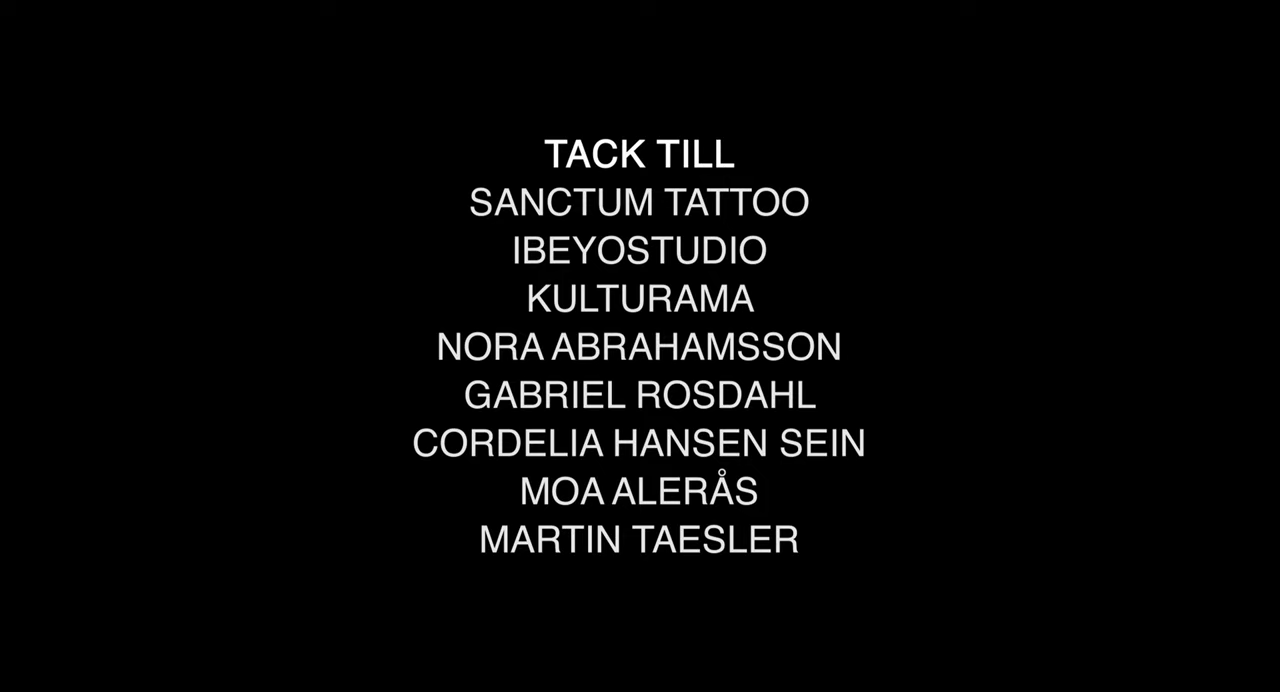 TACK TILL
SANCTUM TATTOO
IBEYOSTUDIO
KULTURAMA
NORA ABRAHAMSSON
GABRIEL ROSDAHL
CORDELIA HANSEN SEIN
MOA ALERÅS
MARTIN TAESLER